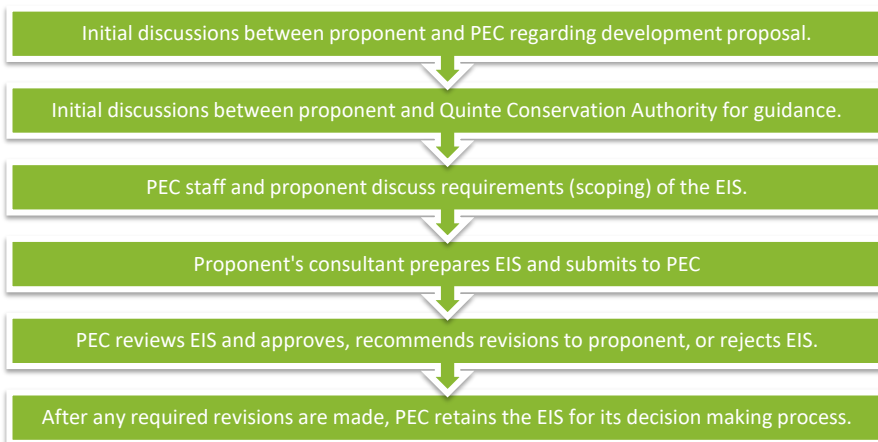 Initial discussions between proponent and PEC regarding development proposal.
Initial discussions between proponent and Quinte Conservation Authority for guidance.
PEC staff and proponent discuss requirements (scoping) of the EIS.
Proponent's consultant prepares EIS and submits to PEC
PEC reviews EIS and approves, recommends revisions to proponent, or rejects EIS.
After any required revisions are made, PEC retains the EIS for its decision making process.